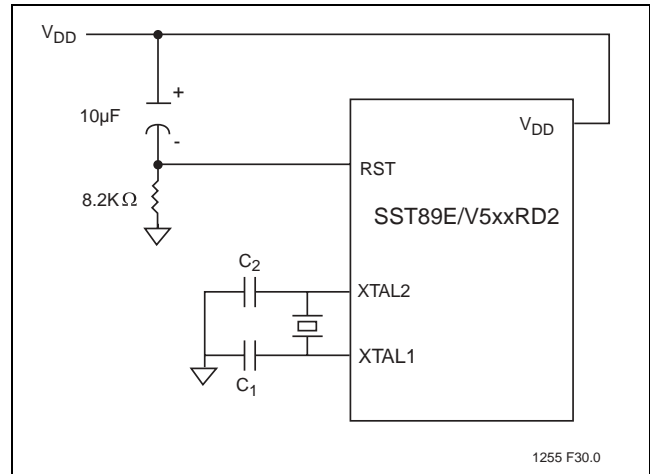 VDD
10µF
+
-
VDD
RST
8.2KΩ
SST89E/V5xxRD2
C2
XTAL2
XTAL1
C1
1255 F30.0